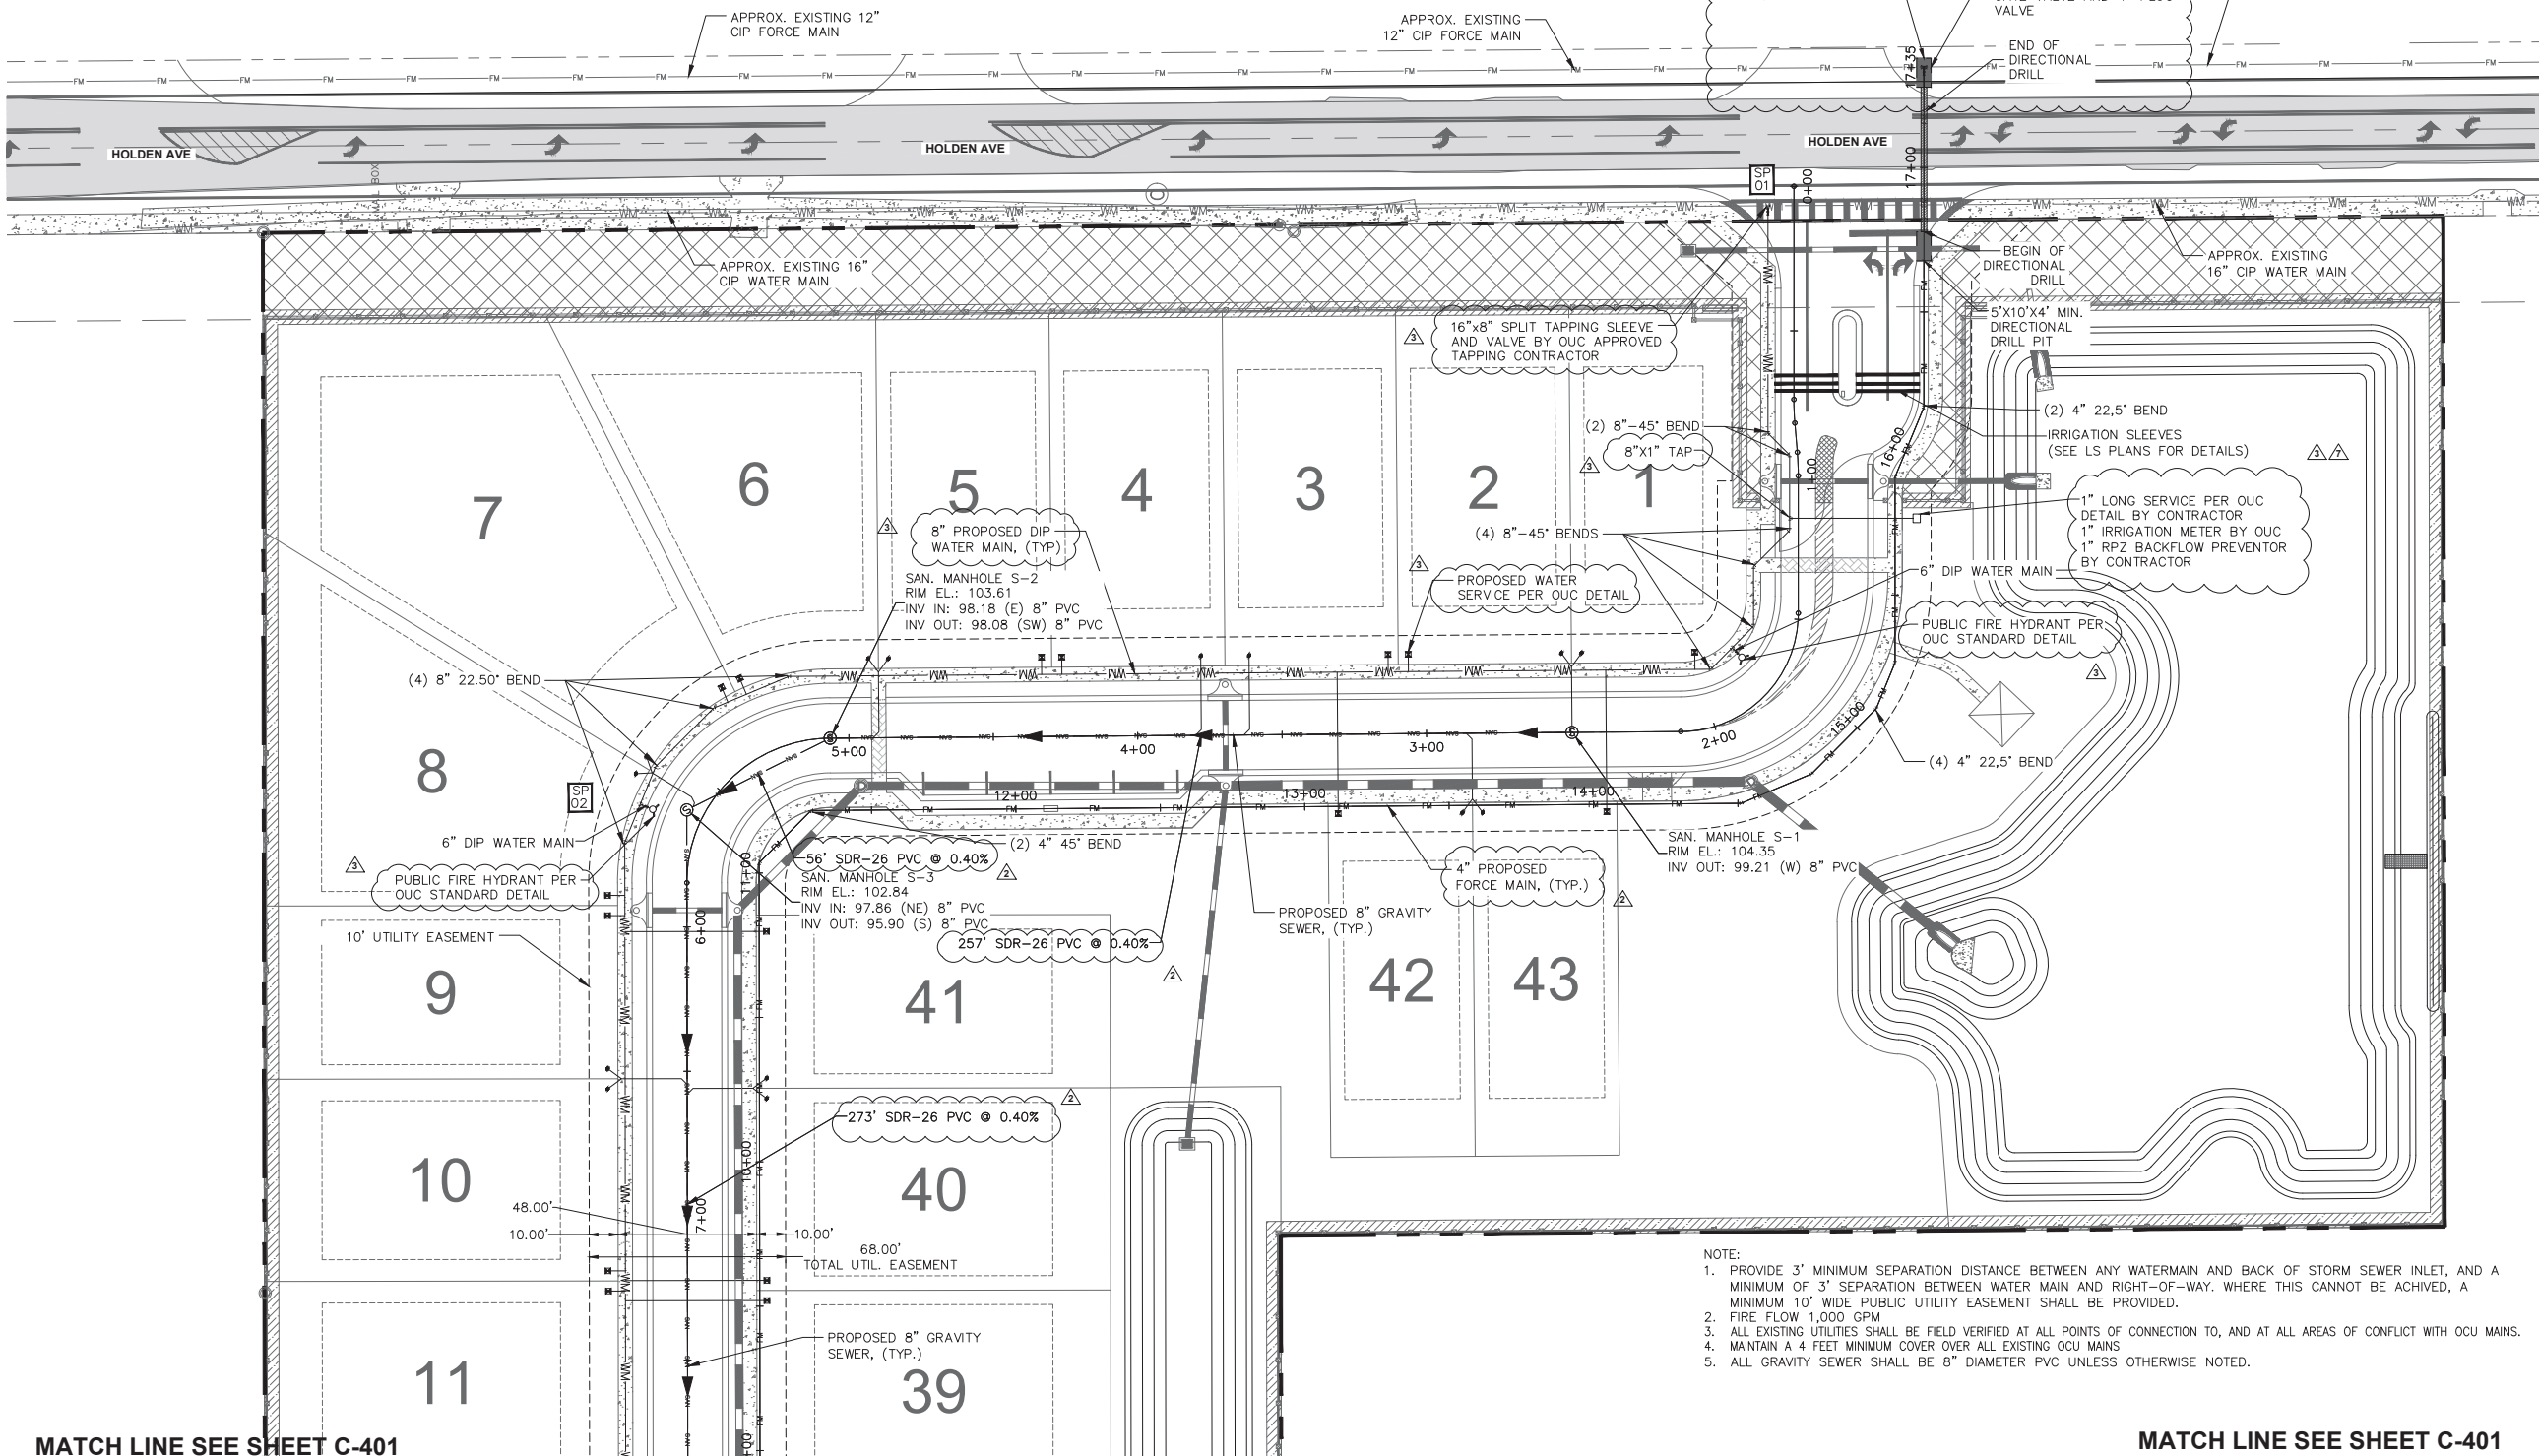 APPROX. EXISTING 12"
CIP FORCE MAIN
APPROX. EXISTING
12" CIP FORCE MAIN
VALVE
END OF
DIRECTIONAL
DRILL
17+35
HOLDEN AVE
HOLDEN AVE
HOLDEN AVE
17+00
0+00
SP
01
APPROX. EXISTING 16"
CIP WATER MAIN
BEGIN OF
DIRECTIONAL
DRILL
APPROX. EXISTING
16" CIP WATER MAIN
5'X10'X4' MIN.
DIRECTIONAL
DRILL PIT
16"x8" SPLIT TAPPING SLEEVE
AND VALVE BY OUC APPROVED
TAPPING CONTRACTOR
3
(2) 8"-45° BEND
8"X1" TAP
3
(2) 4" 22,5° BEND
IRRIGATION SLEEVES
(SEE LS PLANS FOR DETAILS)
3 7
1" LONG SERVICE PER OUC
DETAIL BY CONTRACTOR
1" IRRIGATION METER BY OUC
1" RPZ BACKFLOW PREVENTOR
BY CONTRACTOR
16+00
1+00
7
6
5
4
3
2
1
3
8" PROPOSED DIP
WATER MAIN, (TYP)
SAN. MANHOLE S-2
RIM EL.: 103.61
INV IN: 98.18 (E) 8" PVC
INV OUT: 98.08 (SW) 8" PVC
(4) 8"-45° BENDS
3
PROPOSED WATER
SERVICE PER OUC DETAIL
6" DIP WATER MAIN
PUBLIC FIRE HYDRANT PER
OUC STANDARD DETAIL
3
(4) 8" 22.50° BEND
8
5+00
4+00
3+00
2+00
15+00
(4) 4" 22,5° BEND
SP
02
12+00
13+00
14+00
6" DIP WATER MAIN
3
PUBLIC FIRE HYDRANT PER
OUC STANDARD DETAIL
11+00
56' SDR-26 PVC @ 0.40%
2
(2) 4" 45° BEND
SAN. MANHOLE S-3
RIM EL.: 102.84
INV IN: 97.86 (NE) 8" PVC
INV OUT: 95.90 (S) 8" PVC
4" PROPOSED
FORCE MAIN, (TYP.)
2
SAN. MANHOLE S-1
RIM EL.: 104.35
INV OUT: 99.21 (W) 8" PVC
10' UTILITY EASEMENT
6+00
257' SDR-26 PVC @ 0.40%
2
PROPOSED 8" GRAVITY
SEWER, (TYP.)
9
41
42
43
273' SDR-26 PVC @ 0.40%
2
10
40
10+00
7+00
48.00'
10.00'
10.00'
68.00'
TOTAL UTIL. EASEMENT
PROPOSED 8" GRAVITY
SEWER, (TYP.)
11
39
NOTE:
1. PROVIDE 3' MINIMUM SEPARATION DISTANCE BETWEEN ANY WATERMAIN AND BACK OF STORM SEWER INLET, AND A
MINIMUM OF 3' SEPARATION BETWEEN WATER MAIN AND RIGHT-OF-WAY. WHERE THIS CANNOT BE ACHIVED, A
MINIMUM 10' WIDE PUBLIC UTILITY EASEMENT SHALL BE PROVIDED.
2. FIRE FLOW 1,000 GPM
3. ALL EXISTING UTILITIES SHALL BE FIELD VERIFIED AT ALL POINTS OF CONNECTION TO, AND AT ALL AREAS OF CONFLICT WITH OCU MAINS.
4. MAINTAIN A 4 FEET MINIMUM COVER OVER ALL EXISTING OCU MAINS
5. ALL GRAVITY SEWER SHALL BE 8" DIAMETER PVC UNLESS OTHERWISE NOTED.
MATCH LINE SEE SHEET C-401
MATCH LINE SEE SHEET C-401